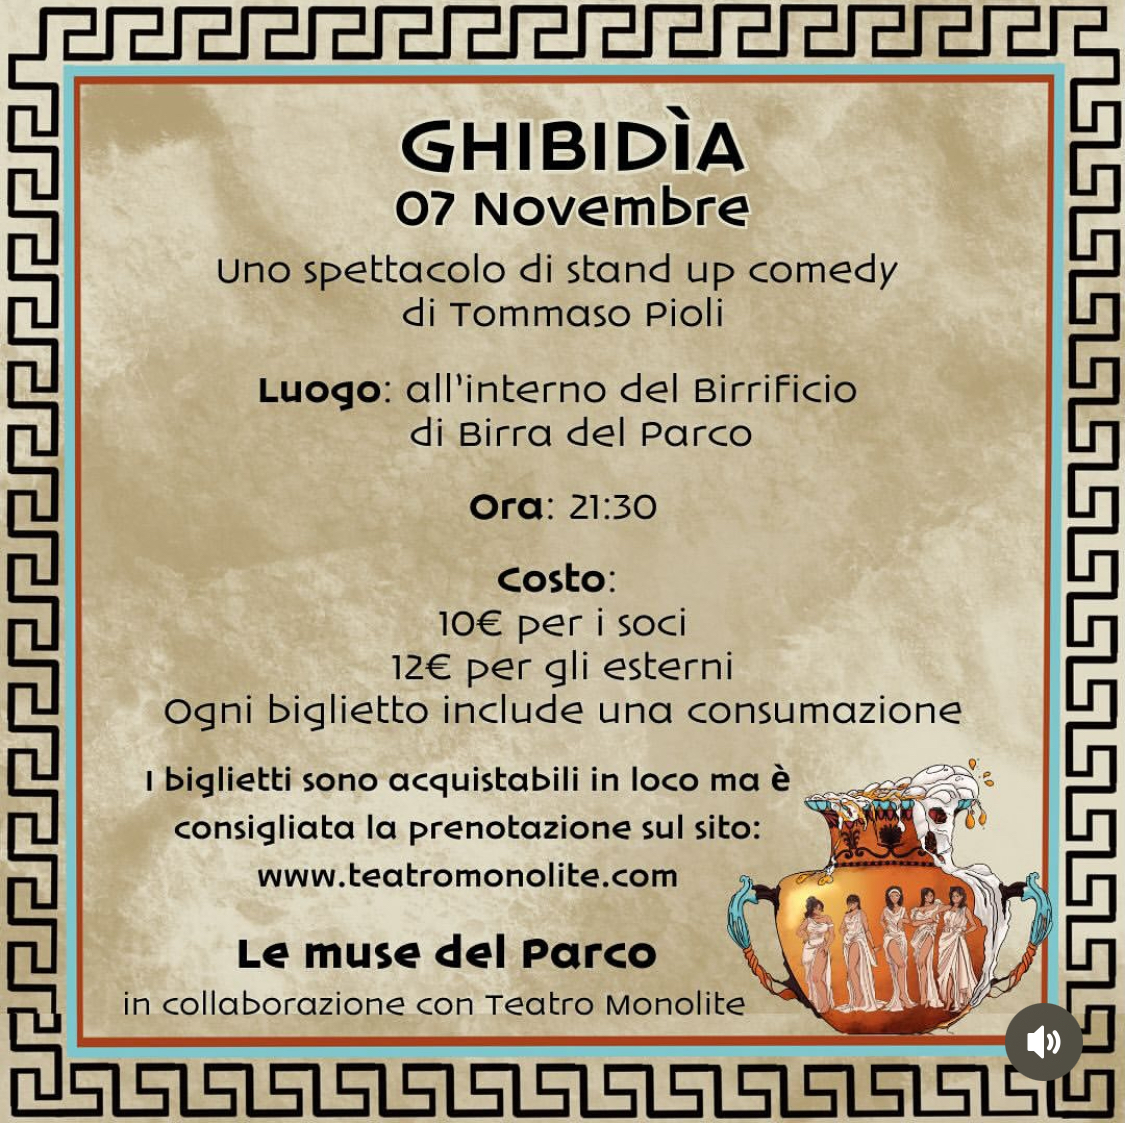 GHIBIDÌA
07 Novembre
Uno spettacolo di stand up comedy
di Tommaso Pioli
Luogo: all'interno del Birrificio
di Birra del Parco
Ora: 21:30
Costo:
10€ per i soci
12€ per gli esterni
Ogni biglietto include una consumazione
I biglietti sono acquistabili in loco ma è
consigliata la prenotazione sul sito:
www.teatromonolite.com
Le muse del Parco
in collaborazione con Teatro Monolite